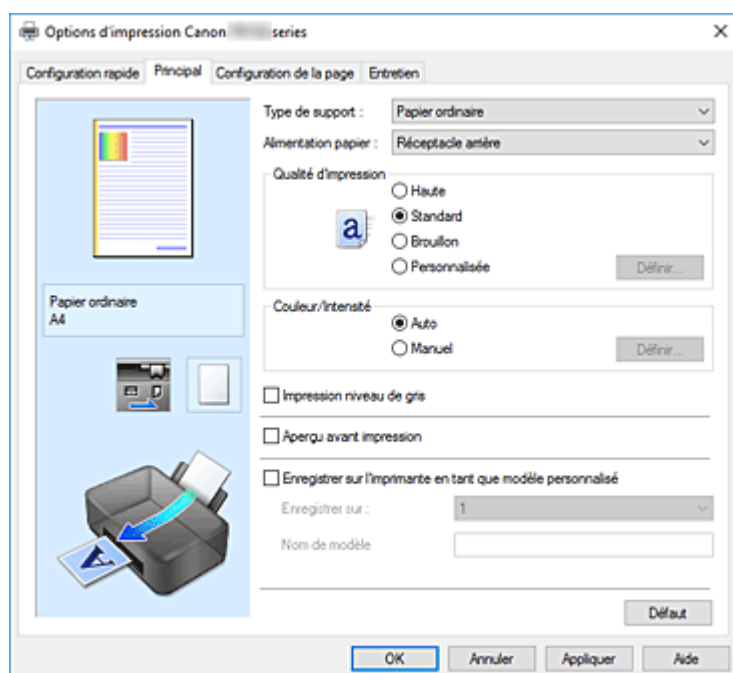 Options d'impression Canon series
Configuration rapide Principal Configuration de la page Entretien
Type de support : Papier ordinaire
Alimentation papier : Réceptacle arrière
Qualité d'impression
Haute
a Standard
Brouillon
Personnalisée Définir...
Papier ordinaire
A4
Couleur/Intensité
Auto
Manuel Définir...
Impression niveau de gris
Aperçu avant impression
Enregistrer sur l'imprimante en tant que modèle personnalisé
Enregistrer sur : 1
Nom de modèle
A
Défaut
OK Annuler Appliquer Aide